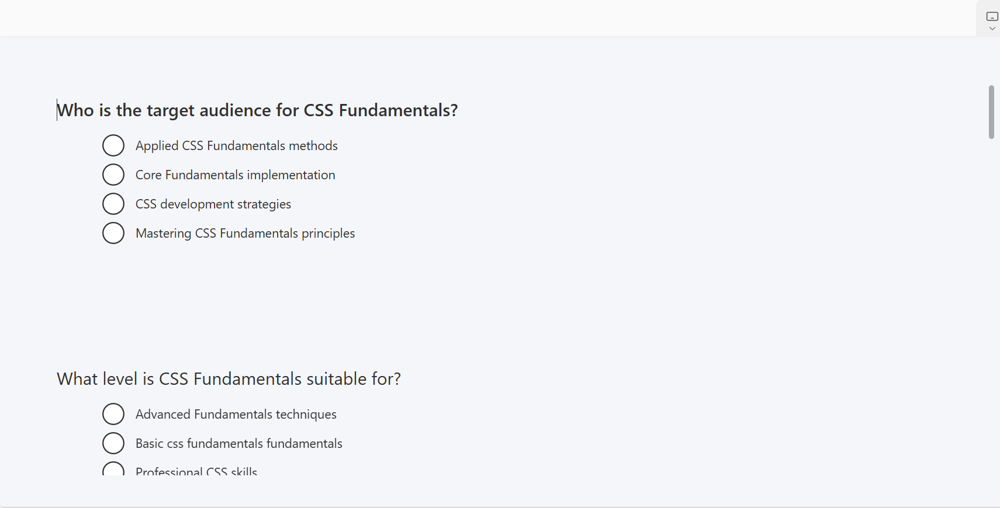 Who is the target audience for CSS Fundamentals?
Applied CSS Fundamentals methods
Core Fundamentals implementation
CSS development strategies
Mastering CSS Fundamentals principles
What level is CSS Fundamentals suitable for?
Advanced Fundamentals techniques
Basic css fundamentals fundamentals
Professional CSS skills